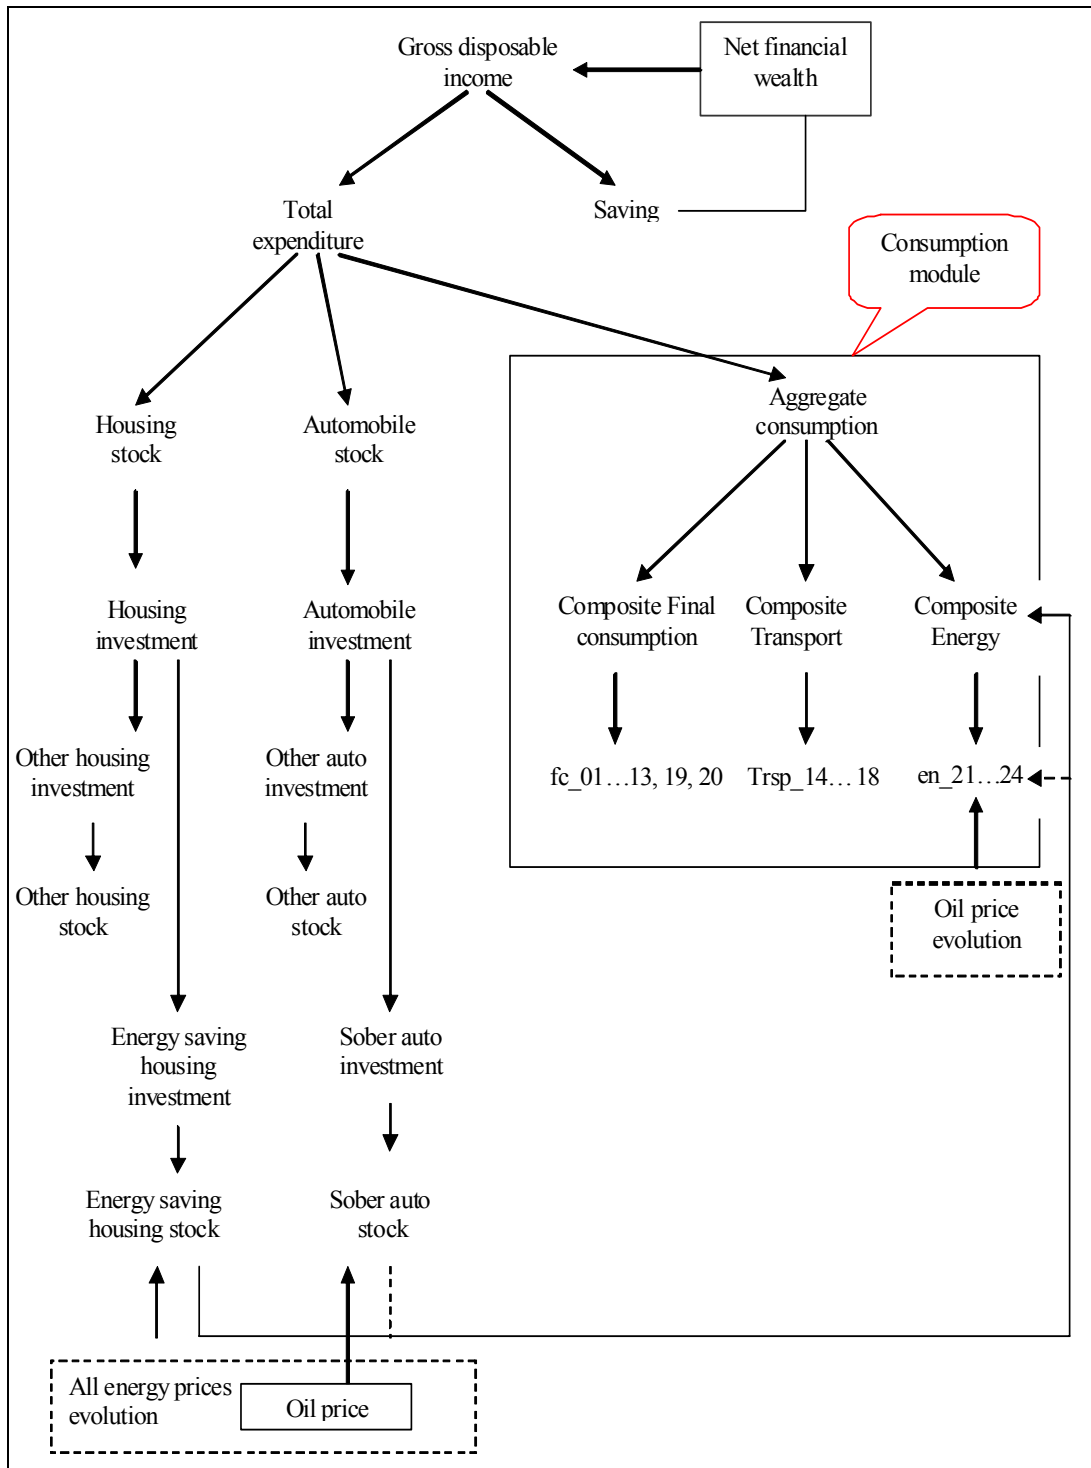 Gross disposable
income
Net financial
wealth
Total
expenditure
Saving
Consumption
module
Housing
stock
Automobile
stock
Aggregate
consumption
Housing
investment
Automobile
investment
Composite Final
consumption
Composite
Transport
Composite
Energy
Other housing
investment
Other auto
investment
fc_01…13, 19, 20
Trsp_14… 18
en_21…24
Other housing
stock
Other auto
stock
Oil price
evolution
Energy saving
housing
investment
Sober auto
investment
Energy saving
housing stock
Sober auto
stock
All energy prices
evolution
Oil price